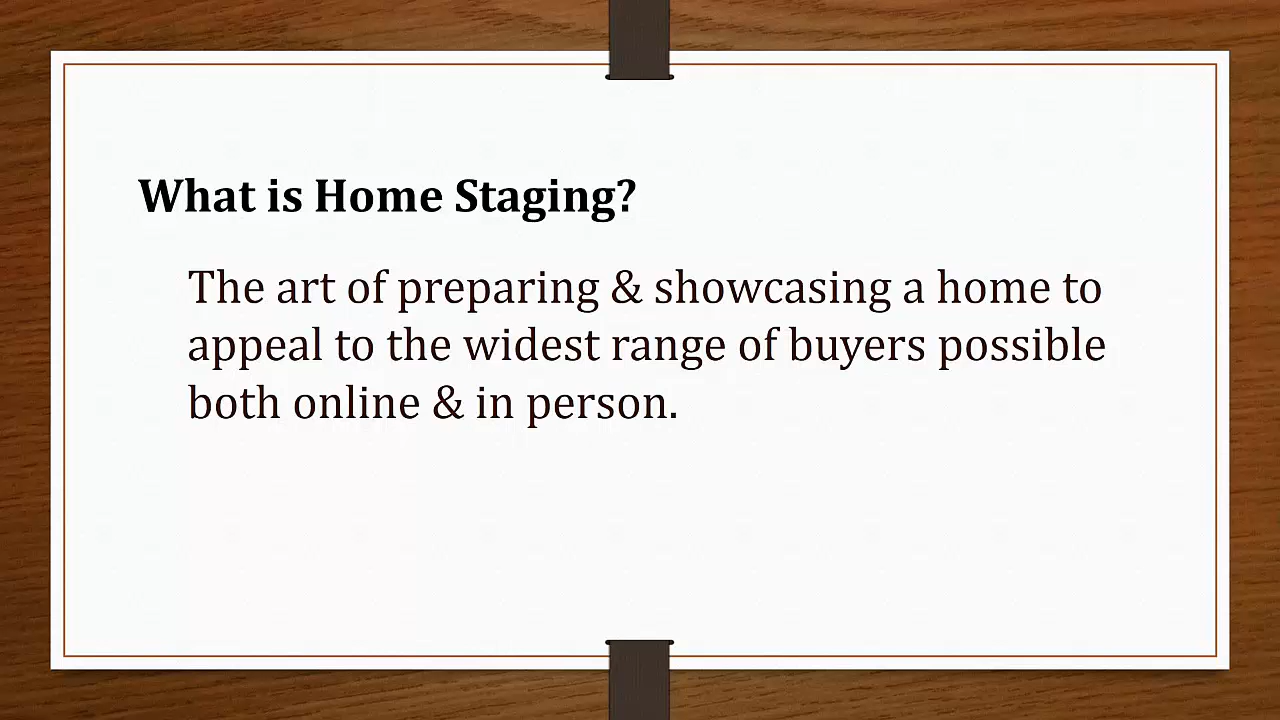 What is Home Staging?
The art of preparing & showcasing a home to
appeal to the widest range of buyers possible
both online & in person.